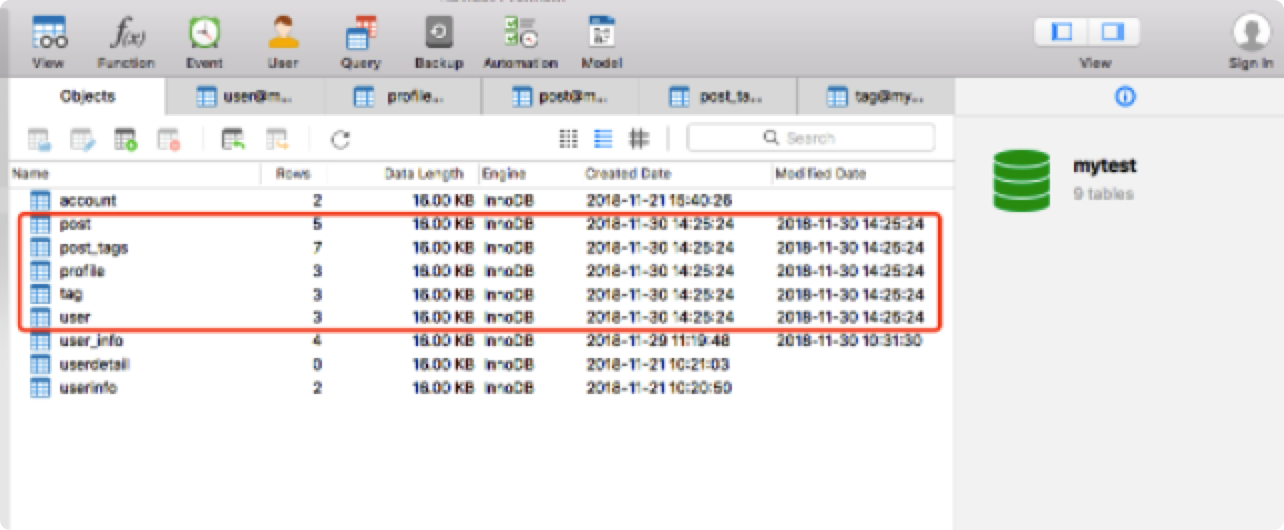 View Function Event User Query Backup Automation Model View Sign In
Objects user@m... profile... post@m... post_ta... tag@my...
Search
Name Rows Data Length Engine Created Date Modified Date
account 2 16.00 KB InnoDB 2018-11-21 15:40:26
post 5 16.00 KB InnoDB 2018-11-30 14:25:24 2018-11-30 14:25:24
post_tags 7 16.00 KB InnoDB 2018-11-30 14:25:24 2018-11-30 14:25:24
profile 3 16.00 KB InnoDB 2018-11-30 14:25:24 2018-11-30 14:25:24
tag 3 16.00 KB InnoDB 2018-11-30 14:25:24 2018-11-30 14:25:24
user 3 16.00 KB InnoDB 2018-11-30 14:25:24 2018-11-30 14:25:24
user_info 4 16.00 KB InnoDB 2018-11-29 11:19:48 2018-11-30 10:31:30
userdetail 0 16.00 KB InnoDB 2018-11-21 10:21:03
userinfo 2 16.00 KB InnoDB 2018-11-21 10:20:50
mytest
9 tables